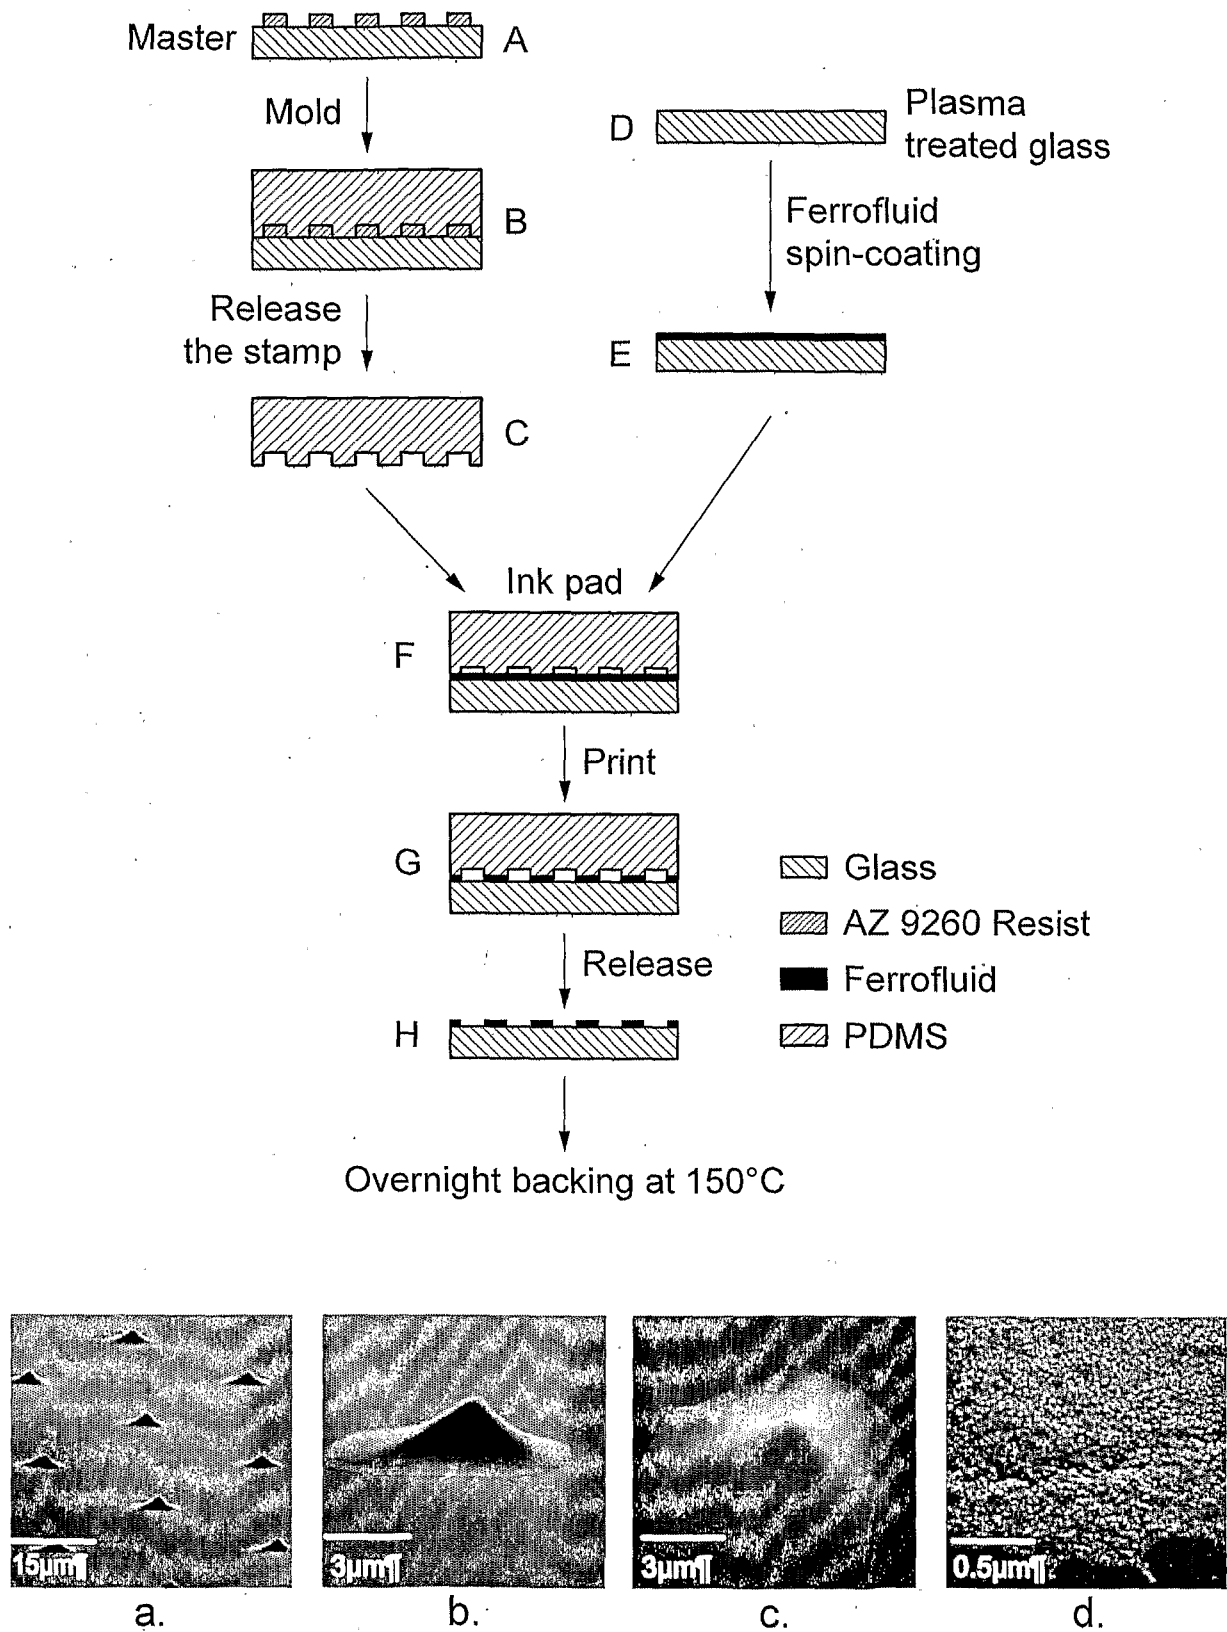 Master
A
Mold
D
Plasma
treated glass
B
Ferrofluid
spin-coating
Release
the stamp
E
C
Ink pad
F
Print
G
Glass
AZ 9260 Resist
Release
Ferrofluid
H
PDMS
Overnight backing at 150°C
15µm¶
3µm¶
3µm¶
0.5µm¶
a.
b.
c.
d.